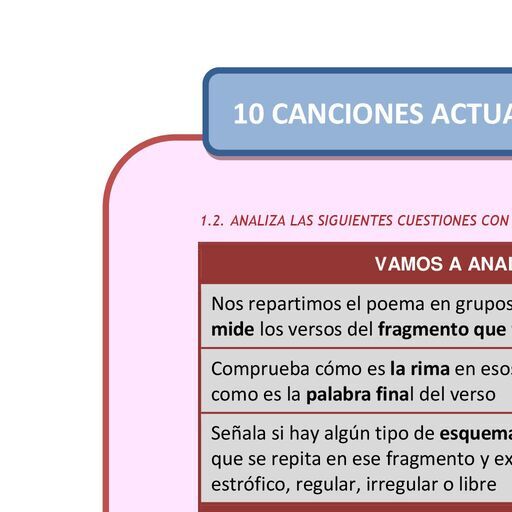 10 CANCIONES ACTUA
1.2. ANALIZA LAS SIGUIENTES CUESTIONES CON
VAMOS A ANAL
Nos repartimos el poema en grupos
mide los versos del fragmento que
Comprueba cómo es la rima en esos
como es la palabra final del verso
Señala si hay algún tipo de esquema
que se repita en ese fragmento y ex
estrófico, regular, irregular o libre